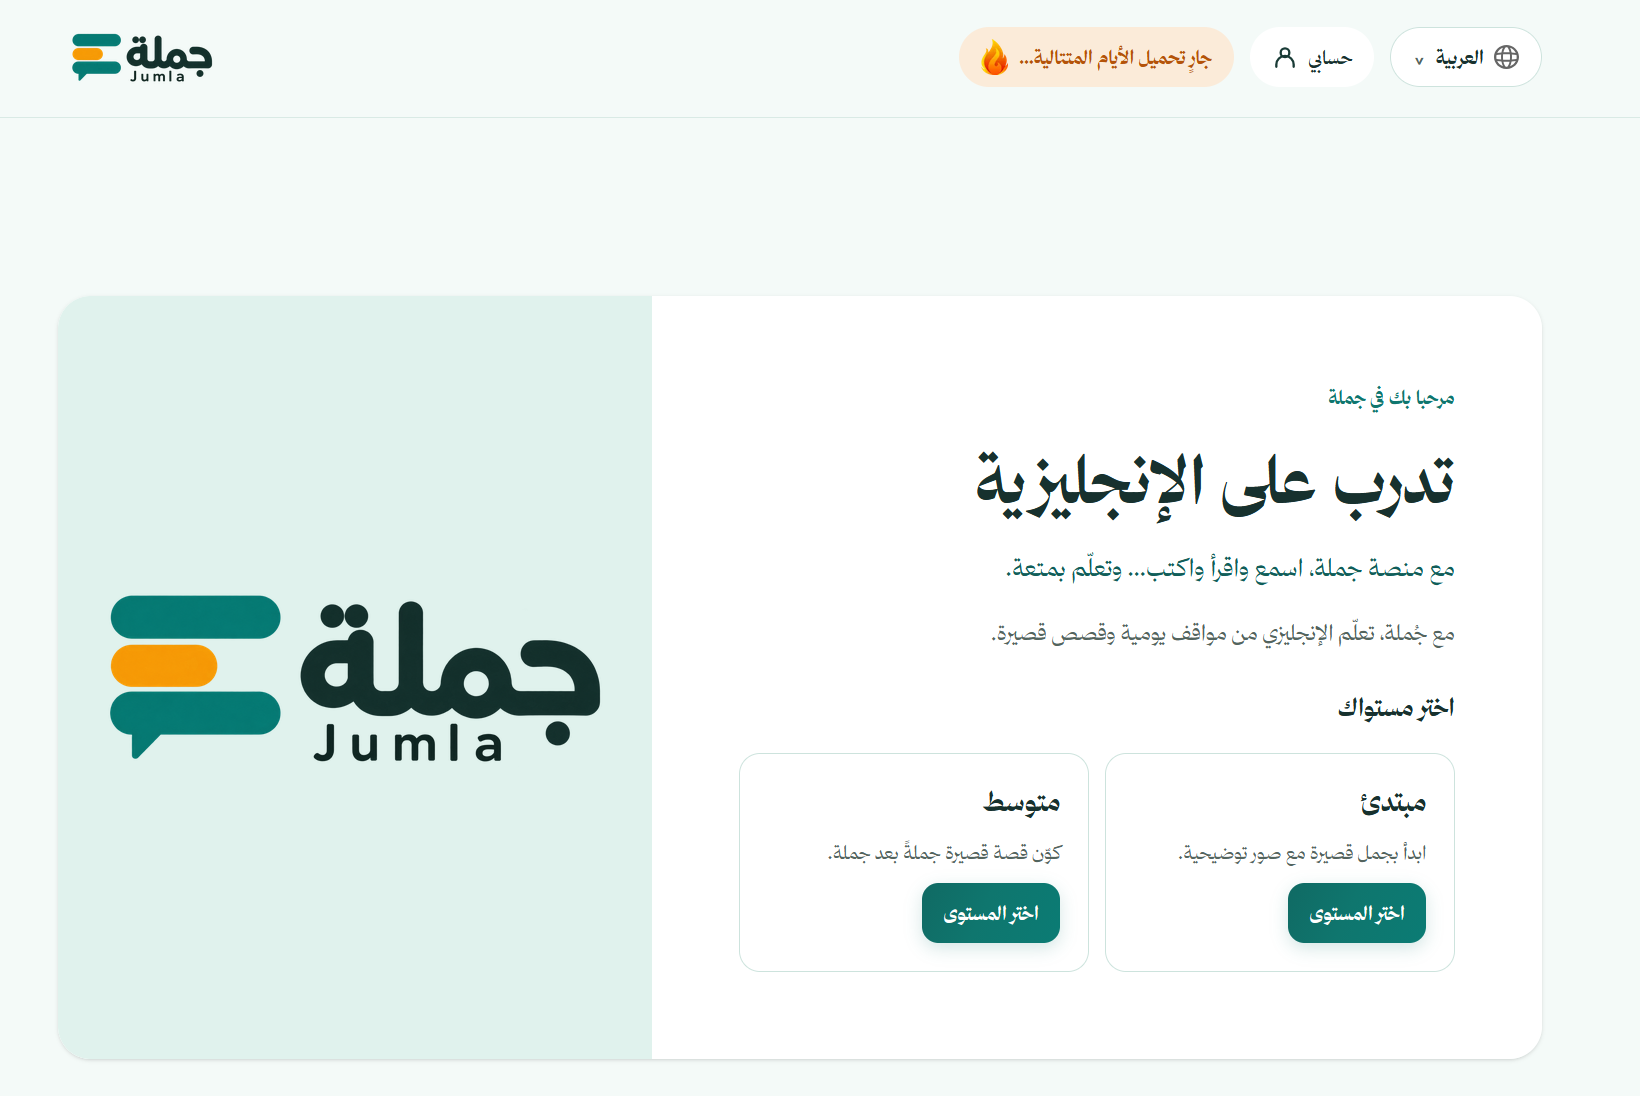 العربية
حسابي
جارٍ تحميل الأيام المتتالية...
جملة
Jumla
مرحبا بك في جملة
تدرب على الإنجليزية
مع منصة جملة، اسمع واقرأ واكتب... وتعلّم بمتعة.
مع جُملة، تعلّم الإنجليزي من مواقف يومية وقصص قصيرة.
اختر مستواك
مبتدئ
ابدأ بجمل قصيرة مع صور توضيحية.
اختر المستوى
متوسط
كوّن قصة قصيرة جملةً بعد جملة.
اختر المستوى
جملة
Jumla